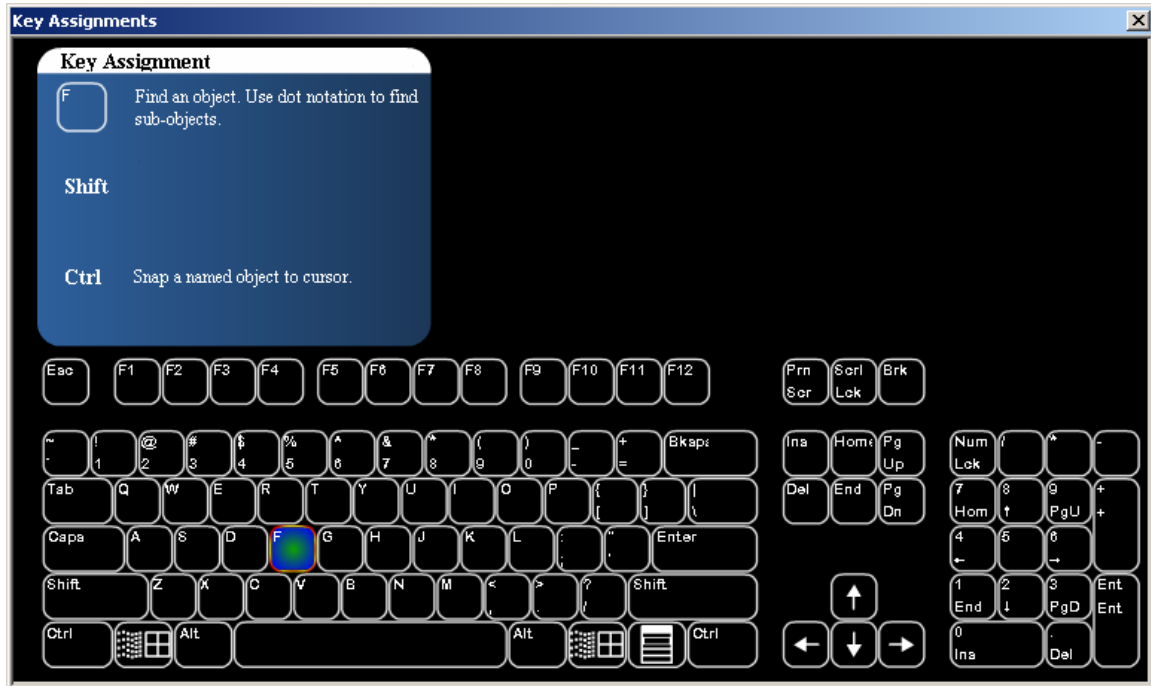 Key Assignments
Key Assignment
F Find an object. Use dot notation to find
sub-objects.
Shift
Ctrl Snap a named object to cursor.
Esc F1 F2 F3 F4 F5 F6 F7 F8 F9 F10 F11 F12 Prn Scrl Brk
Scr Lck
~ ! @ # $ % ^ & * ( ) _ + Bkaps Ins Home Pg Num / * -
` 1 2 3 4 5 6 7 8 9 0 - = Up Lck
Tab Q W E R T Y U I O P { } | Del End Pg 7 8 9 +
[ ] \ Dn Hom ↑ PgU +
Caps A S D F G H J K L : " Enter 4 5 6
; ' ← →
Shift Z X C V B N M < > ? Shift ↑ 1 2 3 Ent
, . / End ↓ PgD Ent
Ctrl Alt Alt Ctrl ← ↓ → 0 .
Ins Del